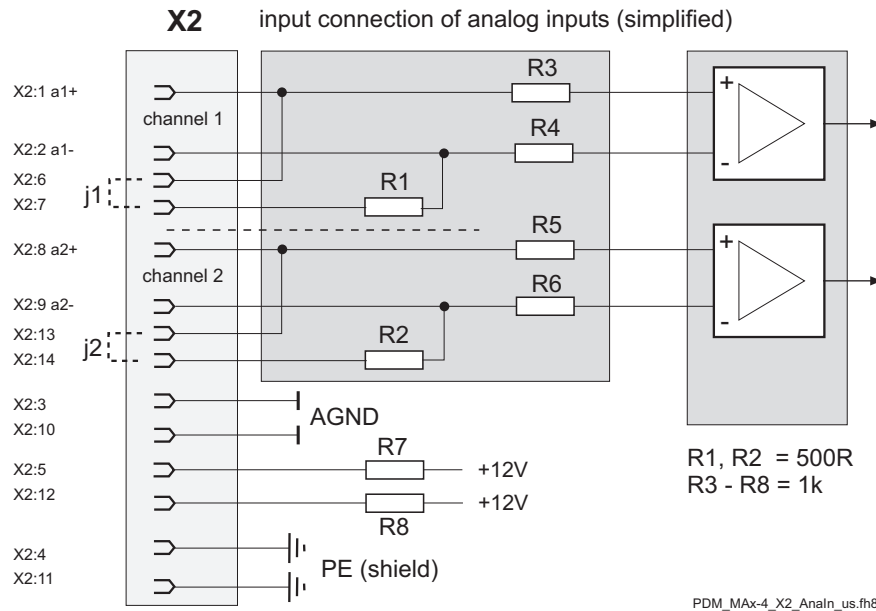 X2 input connection of analog inputs (simplified)
R3
X2:1 a1+
+
channel 1
R4
X2:2 a1-
-
X2:6
j1
R1
X2:7
R5
X2:8 a2+
+
channel 2
R6
X2:9 a2-
-
X2:13
j2
R2
X2:14
X2:3
AGND
X2:10
R7
X2:5
+12V
R1, R2 = 500R
X2:12
+12V
R3 - R8 = 1k
R8
X2:4
PE (shield)
X2:11
PDM_MAx-4_X2_AnaIn_us.fh8